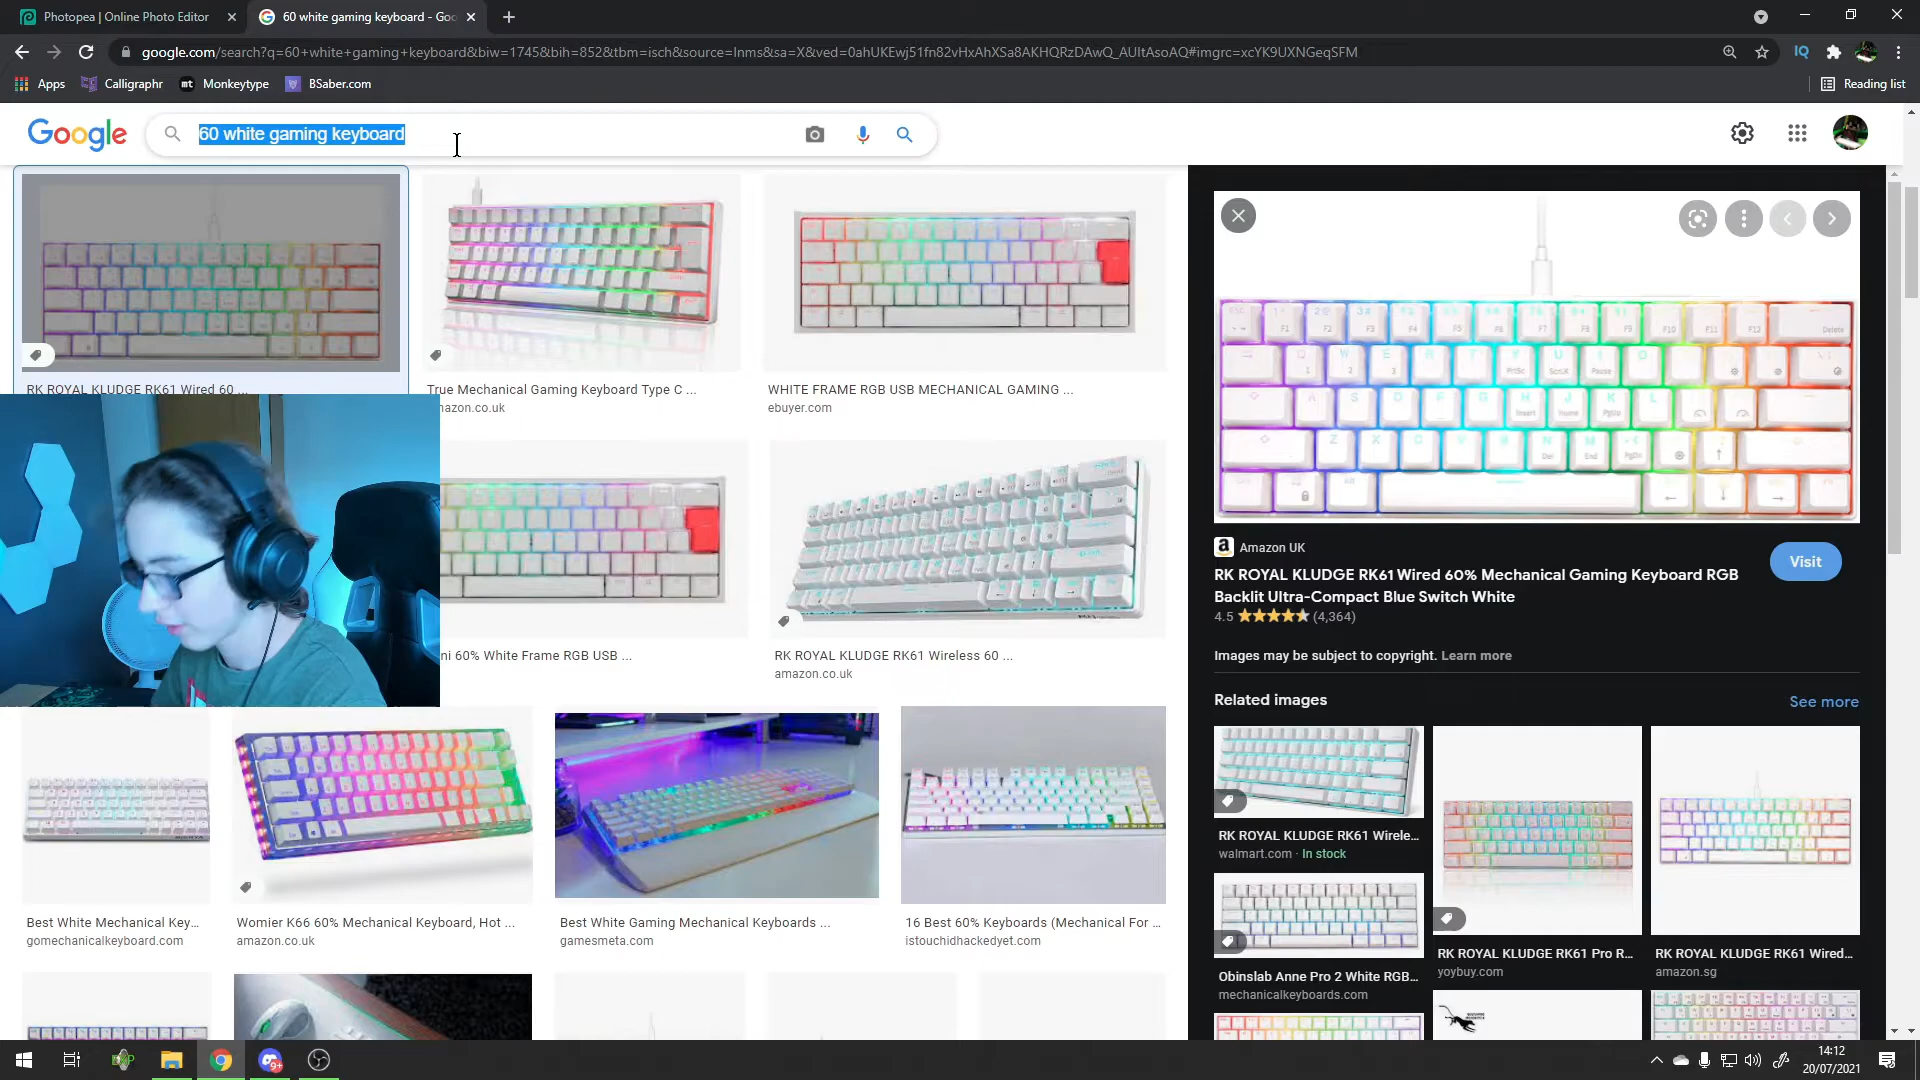 Photopea | Online Photo Editor
60 white gaming keyboard - Goo
google.com/search?q=60+white+gaming+keyboard&biw=1745&bih=852&tbm=isch&source=lnms&sa=X&ved=0ahUKEwj51fn82vHxAhXSa8AKHQRzDAwQ_AUItAsoAQ#imgrc=xcYK9UXNGeqSFM
Apps
Calligraphr
mt Monkeytype
BSaber.com
Reading list
Google
60 white gaming keyboard
RK ROYAL KLUDGE RK61 Wired 60 ...
True Mechanical Gaming Keyboard Type C ...
mazon.co.uk
WHITE FRAME RGB USB MECHANICAL GAMING ...
ebuyer.com
ni 60% White Frame RGB USB ...
RK ROYAL KLUDGE RK61 Wireless 60 ...
amazon.co.uk
Best White Mechanical Key...
gomechanicalkeyboard.com
Womier K66 60% Mechanical Keyboard, Hot ...
amazon.co.uk
Best White Gaming Mechanical Keyboards ...
gamesmeta.com
16 Best 60% Keyboards (Mechanical For ...
istouchidhackedyet.com
Amazon UK
Visit
RK ROYAL KLUDGE RK61 Wired 60% Mechanical Gaming Keyboard RGB
Backlit Ultra-Compact Blue Switch White
4.5 (4,364)
Images may be subject to copyright. Learn more
Related images
See more
RK ROYAL KLUDGE RK61 Wirele...
walmart.com · In stock
Obinslab Anne Pro 2 White RGB...
mechanicalkeyboards.com
RK ROYAL KLUDGE RK61 Pro R...
yoybuy.com
RK ROYAL KLUDGE RK61 Wired...
amazon.sg
9+
14:12
20/07/2021